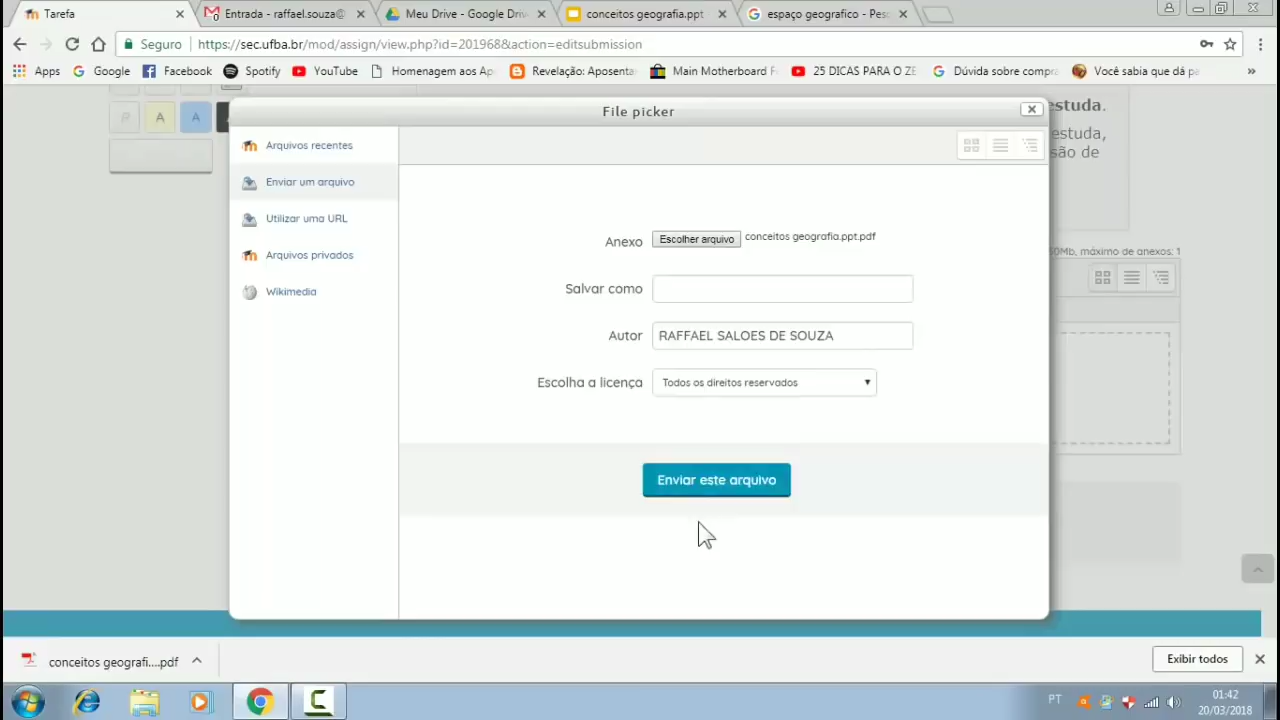 Tarefa
Entrada - raffael.souza@
Meu Drive - Google Driv
conceitos geografia.ppt
espaço geografico - Pesq
Seguro
https://sec.ufba.br/mod/assign/view.php?id=201968&action=editsubmission
Apps
Google
Facebook
Spotify
YouTube
Homenagem aos Ap
Revelação: Aposenta
Main Motherboard F
25 DICAS PARA O ZE
Dúvida sobre compra
Você sabia que dá pa
»
File picker
estuda.
estuda,
são de
Arquivos recentes
Enviar um arquivo
Utilizar uma URL
Arquivos privados
Wikimedia
Anexo
Escolher arquivo
conceitos geografia.ppt.pdf
Salvar como
Autor
RAFFAEL SALOES DE SOUZA
Escolha a licença
Todos os direitos reservados
Enviar este arquivo
máximo de anexos: 1
conceitos geografi....pdf
Exibir todos
PT
01:42
20/03/2018